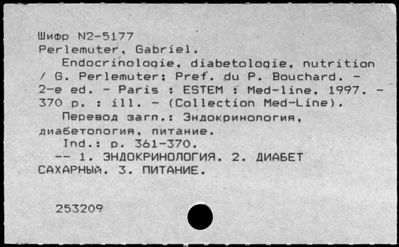 Шифр N2-5177
Perlemuter, Gabriel.
Endocrinologie, diabetologie, nutrition
/ G. Perlemuter; Pref. du P. Bouchard. -
2-e ed. - Paris : ESTEM : Med-line, 1997. -
370 p. : ill. - (Collection Med-Line).
Перевод загл.: Эндокринология,
диабетология, питание.
Ind.: p. 361-370.
-- 1. ЭНДОКРИНОЛОГИЯ. 2. ДИАБЕТ
САХАРНЫЙ. 3. ПИТАНИЕ.
253209